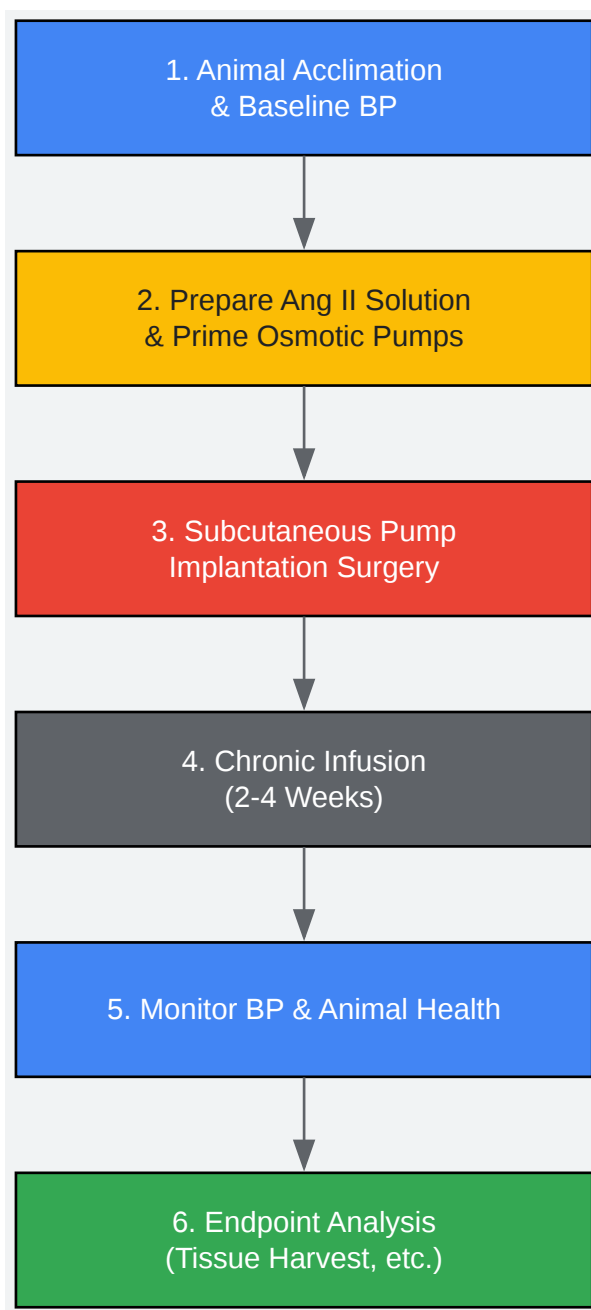 1. Animal Acclimation
& Baseline BP
2. Prepare Ang II Solution
& Prime Osmotic Pumps
3. Subcutaneous Pump
Implantation Surgery
4. Chronic Infusion
(2-4 Weeks)
5. Monitor BP & Animal Health
6. Endpoint Analysis
(Tissue Harvest, etc.)